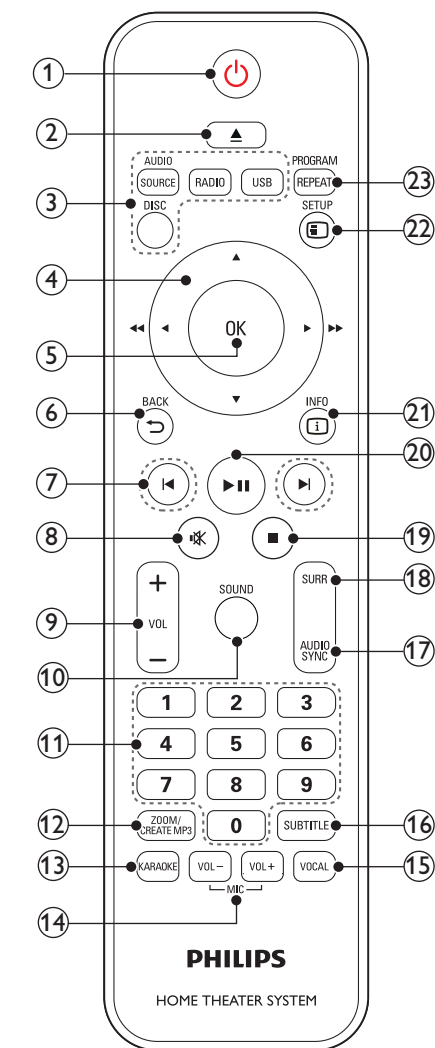 1
2
AUDIO
PROGRAM
SOURCE
RADIO
USB
REPEAT
23
3
DISC
SETUP
22
4
OK
5
BACK
INFO
6
21
i
20
7
8
19
SURR
18
+
SOUND
9
VOL
−
AUDIO
SYNC
17
10
1 2 3
11
4 5 6
7 8 9
12
ZOOM/
CREATE MP3
0
SUBTITLE
16
13
KARAOKE
VOL−
VOL+
VOCAL
15
MIC
14
PHILIPS
HOME THEATER SYSTEM